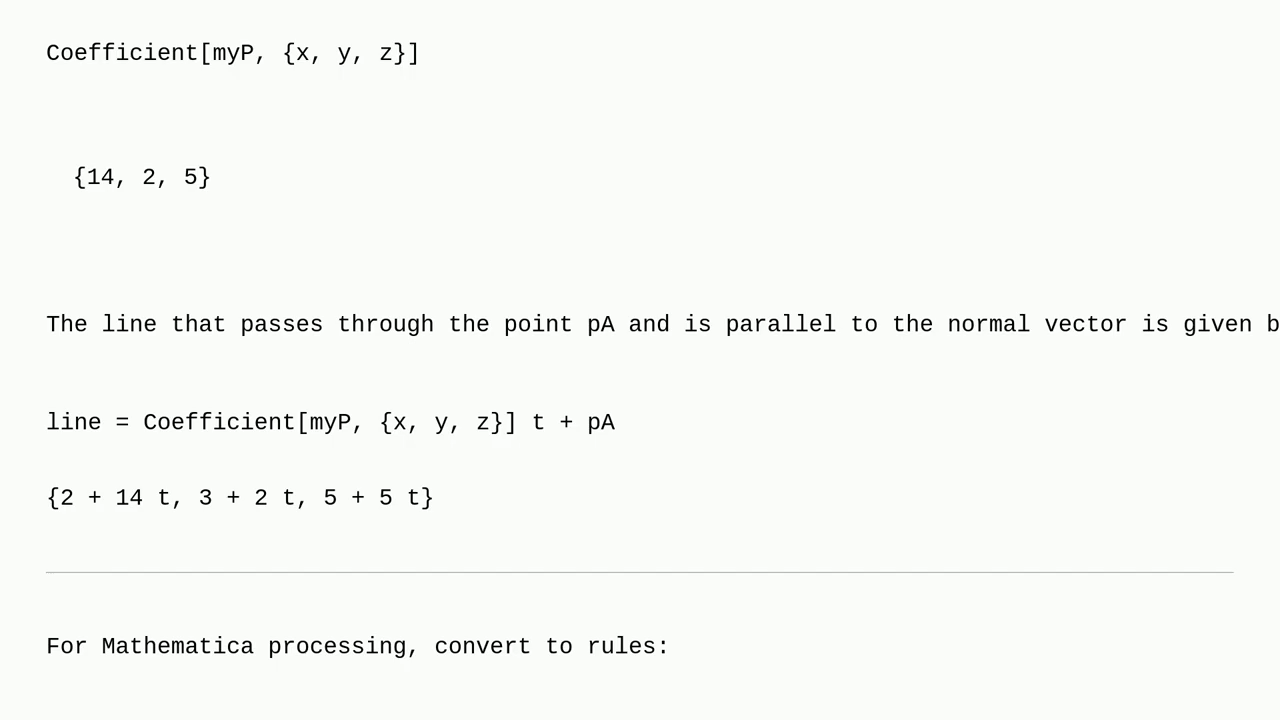 Coefficient[myP, {x, y, z}]
{14, 2, 5}
The line that passes through the point pA and is parallel to the normal vector is given b
line = Coefficient[myP, {x, y, z}] t + pA
{2 + 14 t, 3 + 2 t, 5 + 5 t}
For Mathematica processing, convert to rules: